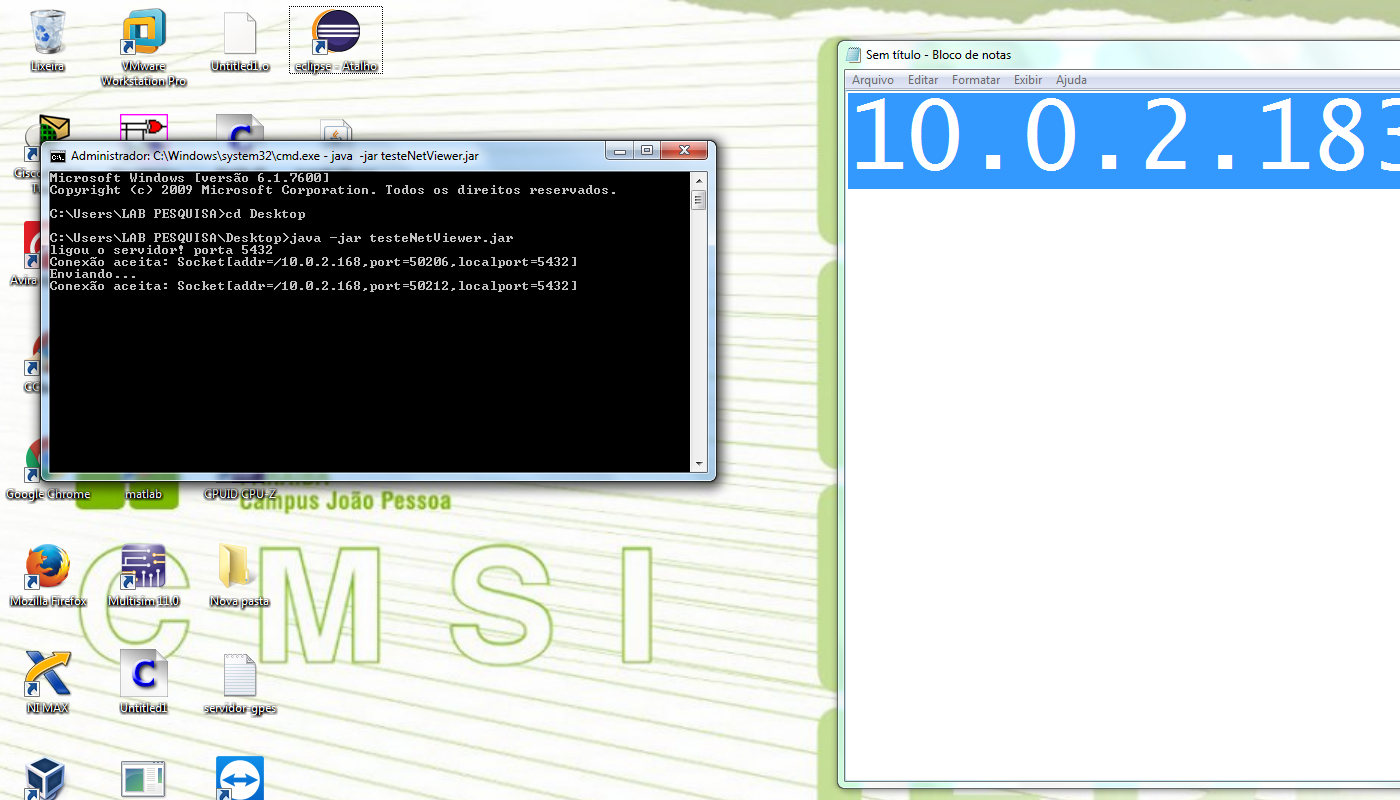 Lixeira
VMware Workstation Pro
Untitled1.o
eclipse - Atalho
Administrador: C:\Windows\system32\cmd.exe - java -jar testeNetViewer.jar
Microsoft Windows [versão 6.1.7600]
Copyright (c) 2009 Microsoft Corporation. Todos os direitos reservados.
C:\Users\LAB PESQUISA>cd Desktop
C:\Users\LAB PESQUISA\Desktop>java -jar testeNetViewer.jar
ligou o servidor! porta 5432
Conexão aceita: Socket[addr=/10.0.2.168,port=50206,localport=5432]
Enviando...
Conexão aceita: Socket[addr=/10.0.2.168,port=50212,localport=5432]
Sem título - Bloco de notas
Arquivo Editar Formatar Exibir Ajuda
10.0.2.183
Avira
Google Chrome
matlab
CPUID CPU-Z
Campus João Pessoa
C M S I
Mozilla Firefox
Multisim 11.0
Nova pasta
NI MAX
Untitled1
servidor-gpes